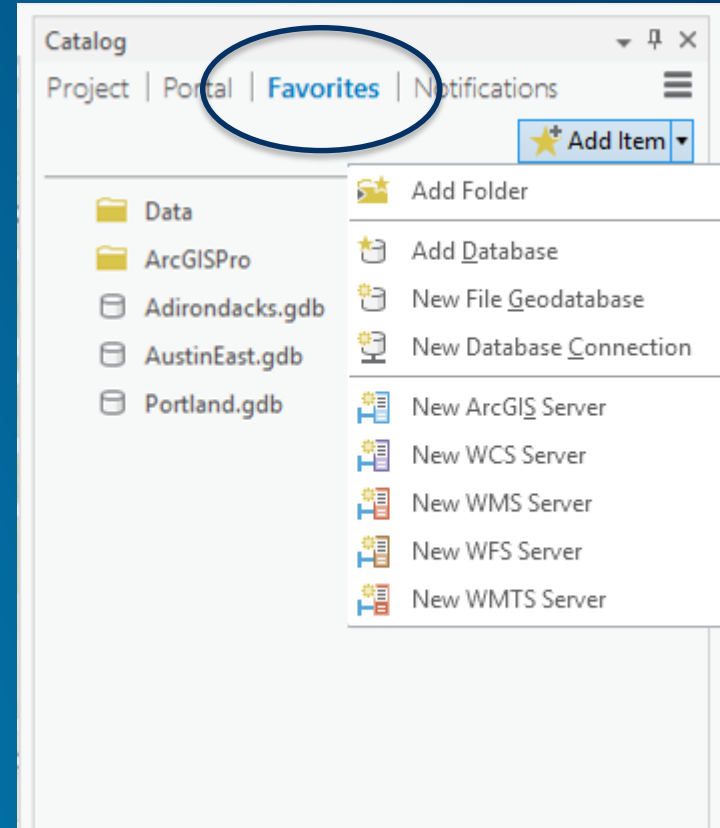 Catalog
Project | Portal | Favorites | Notifications
Add Item
Data
ArcGISPro
Adirondacks.gdb
AustinEast.gdb
Portland.gdb
Add Folder
Add Database
New File Geodatabase
New Database Connection
New ArcGIS Server
New WCS Server
New WMS Server
New WFS Server
New WMTS Server